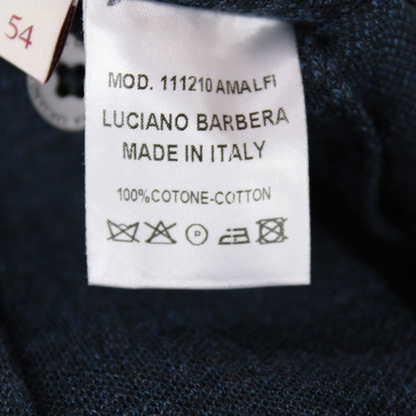 54
MOD. 111210 AMALFI
LUCIANO BARBERA
MADE IN ITALY
100% COTONE-COTTON
P